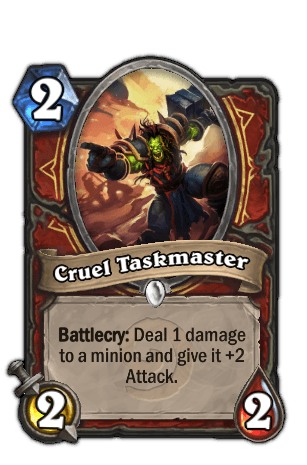 2
Cruel Taskmaster
Battlecry: Deal 1 damage
to a minion and give it +2
Attack.
2
2